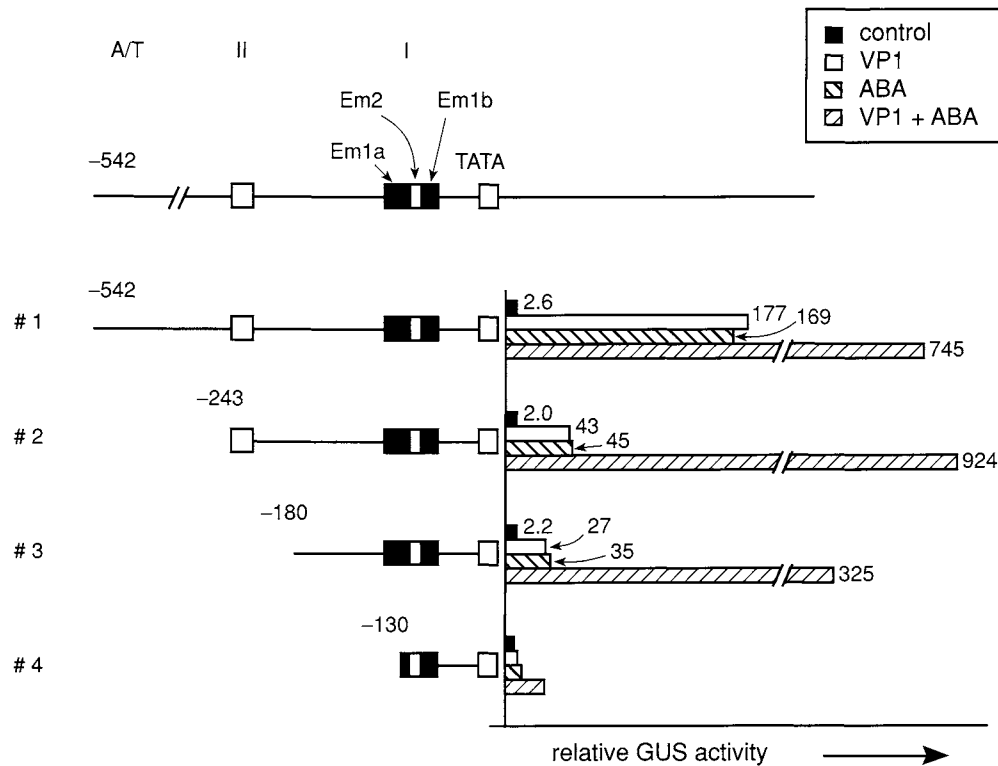 A/T II I
control
VP1
ABA
VP1 + ABA
Em2 Em1b
Em1a
TATA
–542
–542
# 1
2.6
177
169
745
–243
# 2
2.0
43
45
924
–180
# 3
2.2
27
35
325
–130
# 4
relative GUS activity